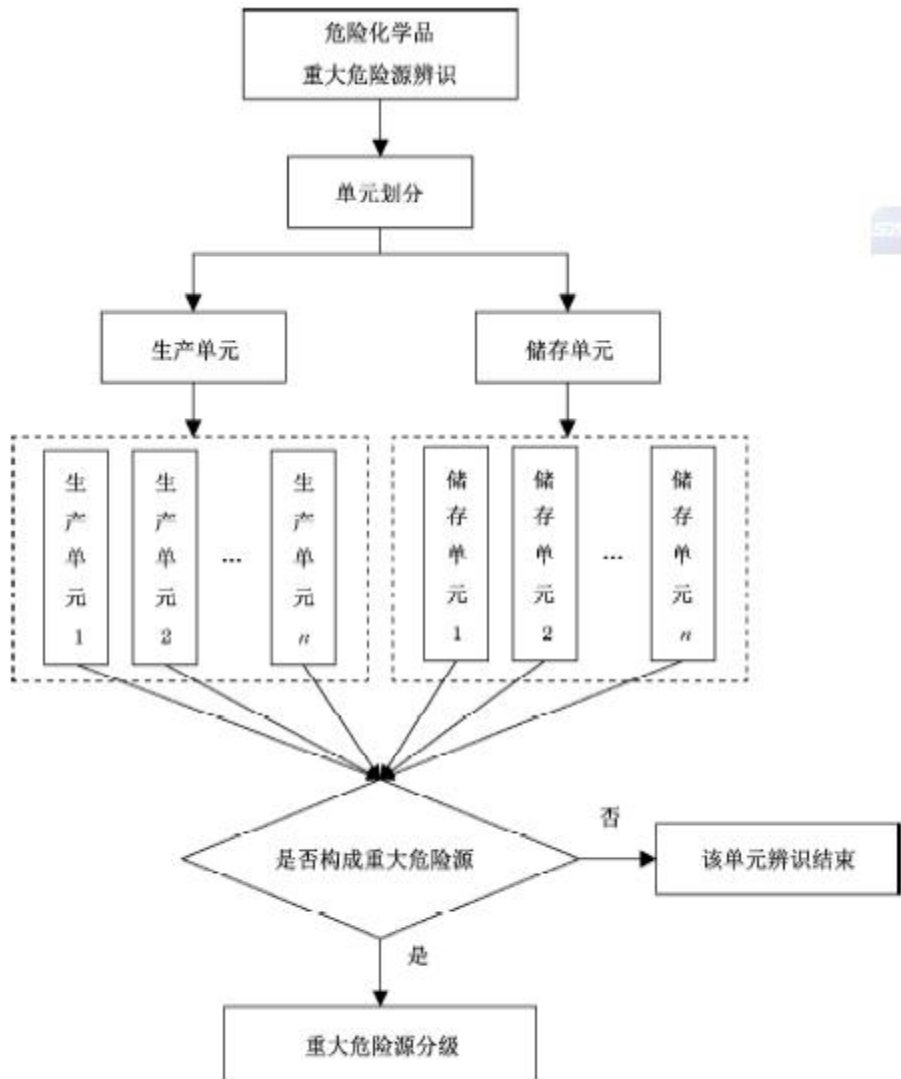 危险化学品
重大危险源辨识
单元划分
生产单元
储存单元
生产单元1
生产单元2
...
生产单元n
储存单元1
储存单元2
...
储存单元n
是否构成重大危险源
否
该单元辨识结束
是
重大危险源分级